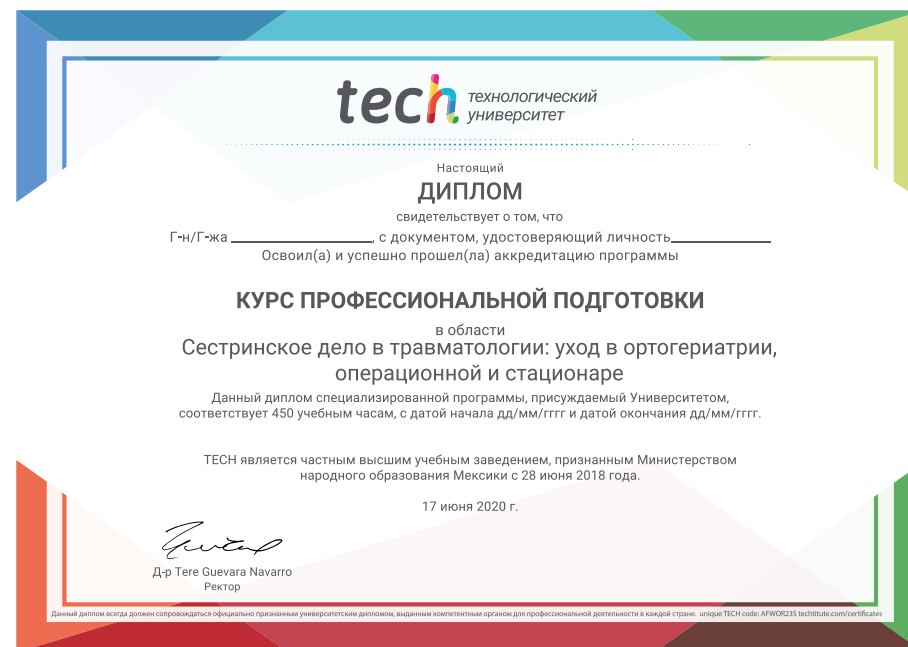 tech технологический
университет
Настоящий
ДИПЛОМ
свидетельствует о том, что
Г-н/Г-жа ____________________, с документом, удостоверяющий личность______________
Освоил(а) и успешно прошел(ла) аккредитацию программы
КУРС ПРОФЕССИОНАЛЬНОЙ ПОДГОТОВКИ
в области
Сестринское дело в травматологии: уход в ортогериатрии,
операционной и стационаре
Данный диплом специализированной программы, присуждаемый Университетом,
соответствует 450 учебным часам, с датой начала дд/мм/гггг и датой окончания дд/мм/гггг.
TECH является частным высшим учебным заведением, признанным Министерством
народного образования Мексики с 28 июня 2018 года.
17 июня 2020 г.
Д-р Tere Guevara Navarro
Ректор
Данный диплом всегда должен сопровождаться официально признанным университетским дипломом, выданным компетентным органом для профессиональной деятельности в каждой стране. unique TECH code: AFWOR235 techtitute.com/certificates